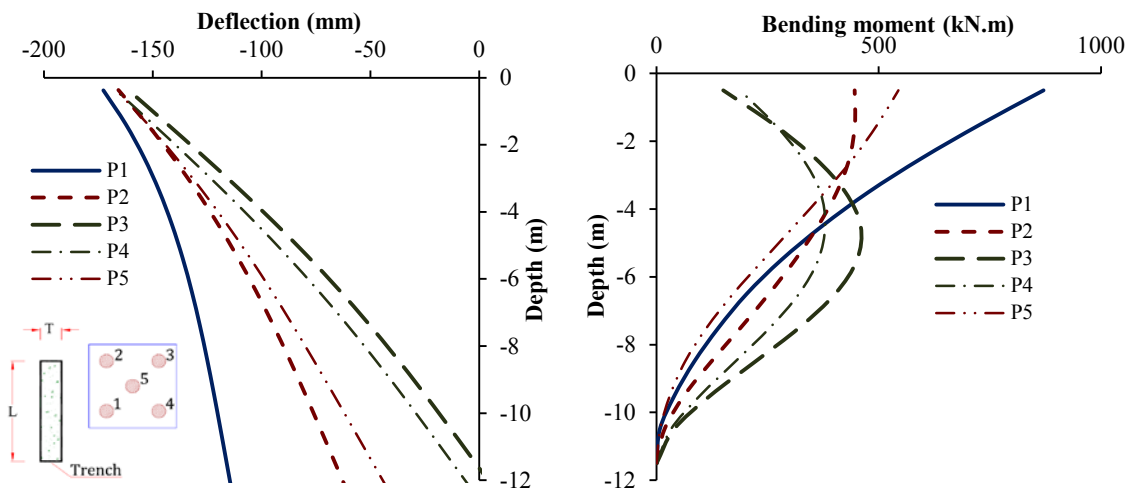 Deflection (mm)
-200 -150 -100 -50 0
0
-2
-4
-6
-8
-10
-12
Depth (m)
P1
P2
P3
P4
P5
T
L
2 3
5
1 4
Trench
Bending moment (kN.m)
0 500 1000
0
-2
-4
-6
-8
-10
-12
Depth (m)
P1
P2
P3
P4
P5